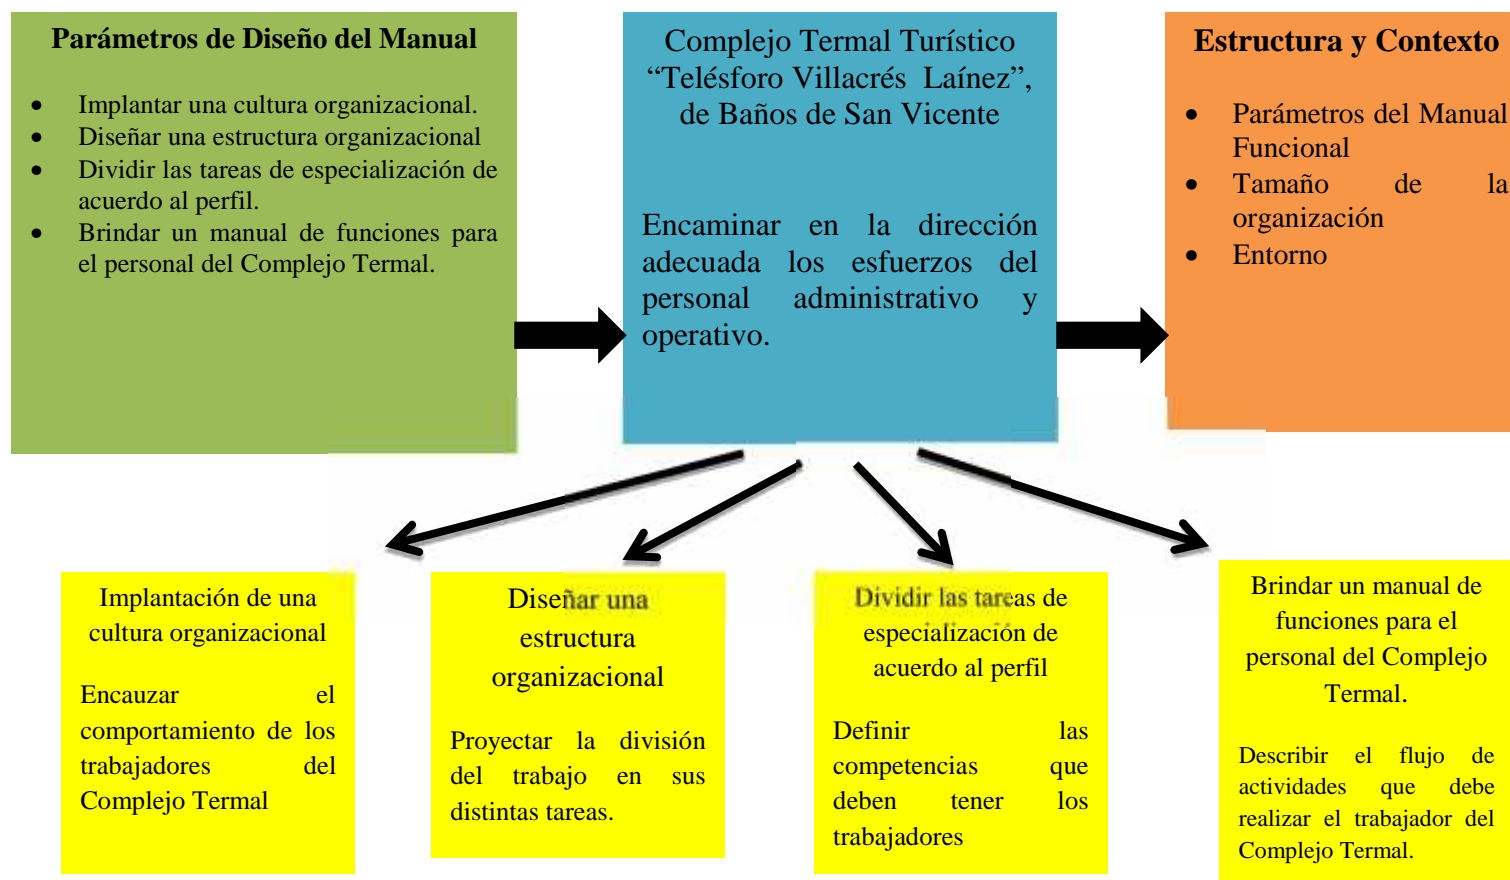 Parámetros de Diseño del Manual
• Implantar una cultura organizacional.
• Diseñar una estructura organizacional
• Dividir las tareas de especialización de
acuerdo al perfil.
• Brindar un manual de funciones para
el personal del Complejo Termal.
Complejo Termal Turístico
“Telésforo Villacrés Laínez”,
de Baños de San Vicente
Encaminar en la dirección
adecuada los esfuerzos del
personal administrativo y
operativo.
Estructura y Contexto
• Parámetros del Manual
Funcional
• Tamaño de la
organización
• Entorno
Implantación de una
cultura organizacional
Encauzar el
comportamiento de los
trabajadores del
Complejo Termal
Diseñar una
estructura
organizacional
Proyectar la división
del trabajo en sus
distintas tareas.
Dividir las tareas de
especialización de
acuerdo al perfil
Definir las
competencias que
deben tener los
trabajadores
Brindar un manual de
funciones para el
personal del Complejo
Termal.
Describir el flujo de
actividades que debe
realizar el trabajador del
Complejo Termal.